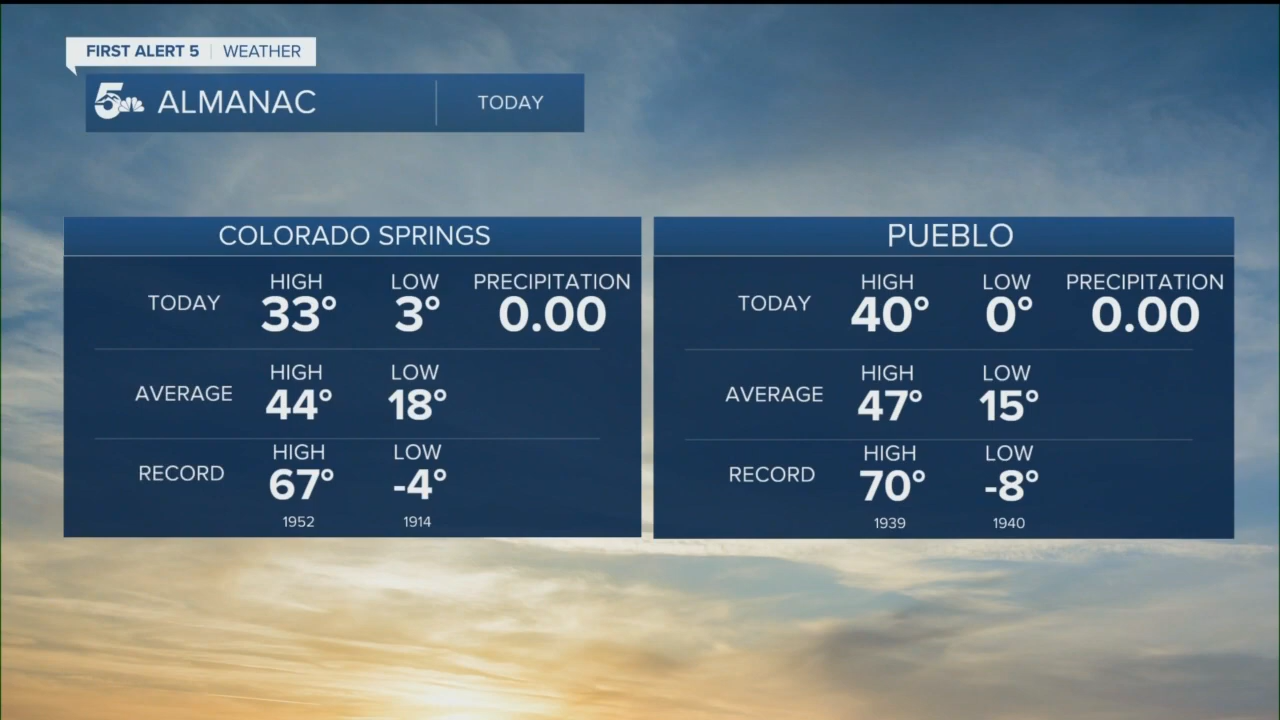 FIRST ALERT 5 | WEATHER
5 ALMANAC TODAY
COLORADO SPRINGS
HIGH LOW PRECIPITATION
TODAY 33° 3° 0.00
HIGH LOW
AVERAGE 44° 18°
HIGH LOW
RECORD 67° -4°
1952 1914
PUEBLO
HIGH LOW PRECIPITATION
TODAY 40° 0° 0.00
HIGH LOW
AVERAGE 47° 15°
HIGH LOW
RECORD 70° -8°
1939 1940